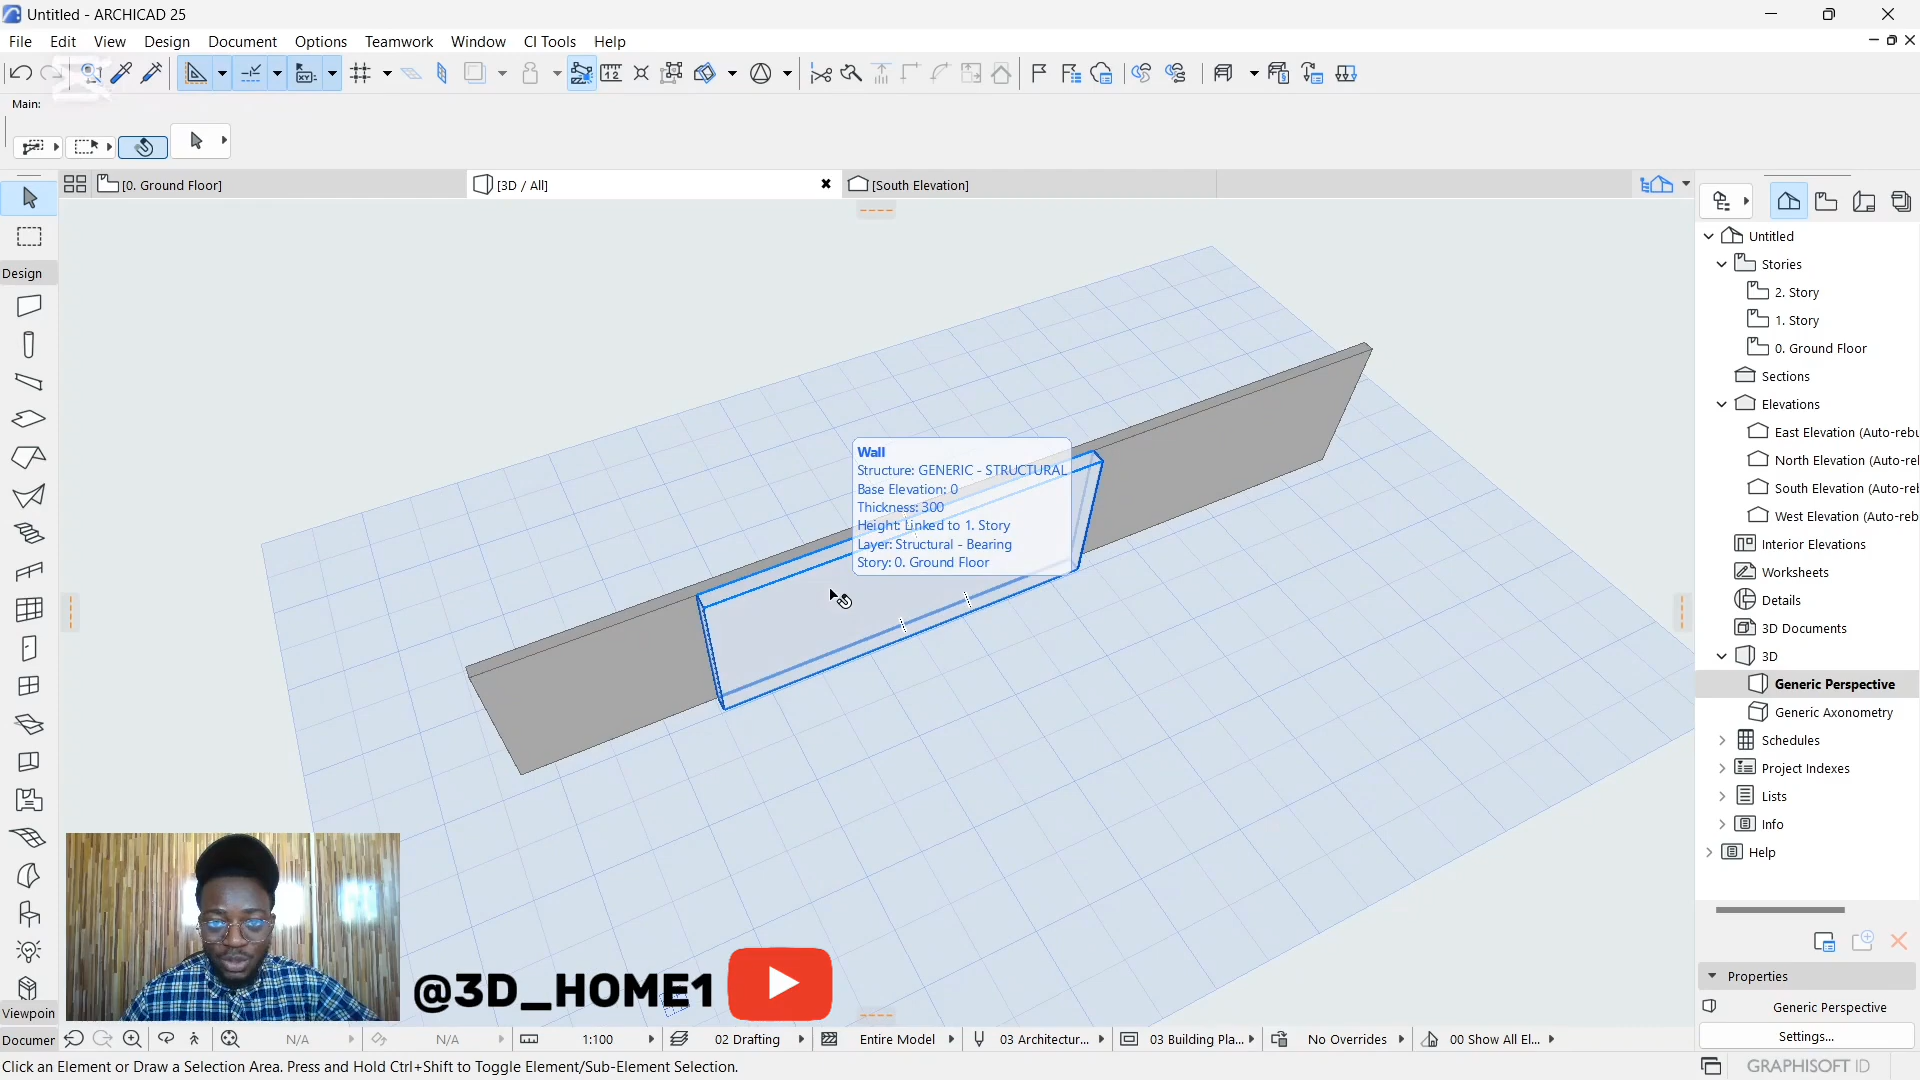 Untitled - ARCHICAD 25
File Edit View Design Document Options Teamwork Window CI Tools Help
Main:
[0. Ground Floor]
[3D / All]
[South Elevation]
Design
Wall
Structure: GENERIC - STRUCTURAL
Base Elevation: 0
Thickness: 300
Height: Linked to 1. Story
Layer: Structural - Bearing
Story: 0. Ground Floor
Untitled
Stories
2. Story
1. Story
0. Ground Floor
Sections
Elevations
East Elevation (Auto-rebu
North Elevation (Auto-rel
South Elevation (Auto-rel
West Elevation (Auto-reb
Interior Elevations
Worksheets
Details
3D Documents
3D
Generic Perspective
Generic Axonometry
Schedules
Project Indexes
Lists
Info
Help
Properties
Generic Perspective
Settings...
@3D_HOME1
Viewpoin
Documer
N/A
N/A
1:100
02 Drafting
Entire Model
03 Architectur...
03 Building Pla...
No Overrides
00 Show All El...
Click an Element or Draw a Selection Area. Press and Hold Ctrl+Shift to Toggle Element/Sub-Element Selection.
GRAPHISOFT ID